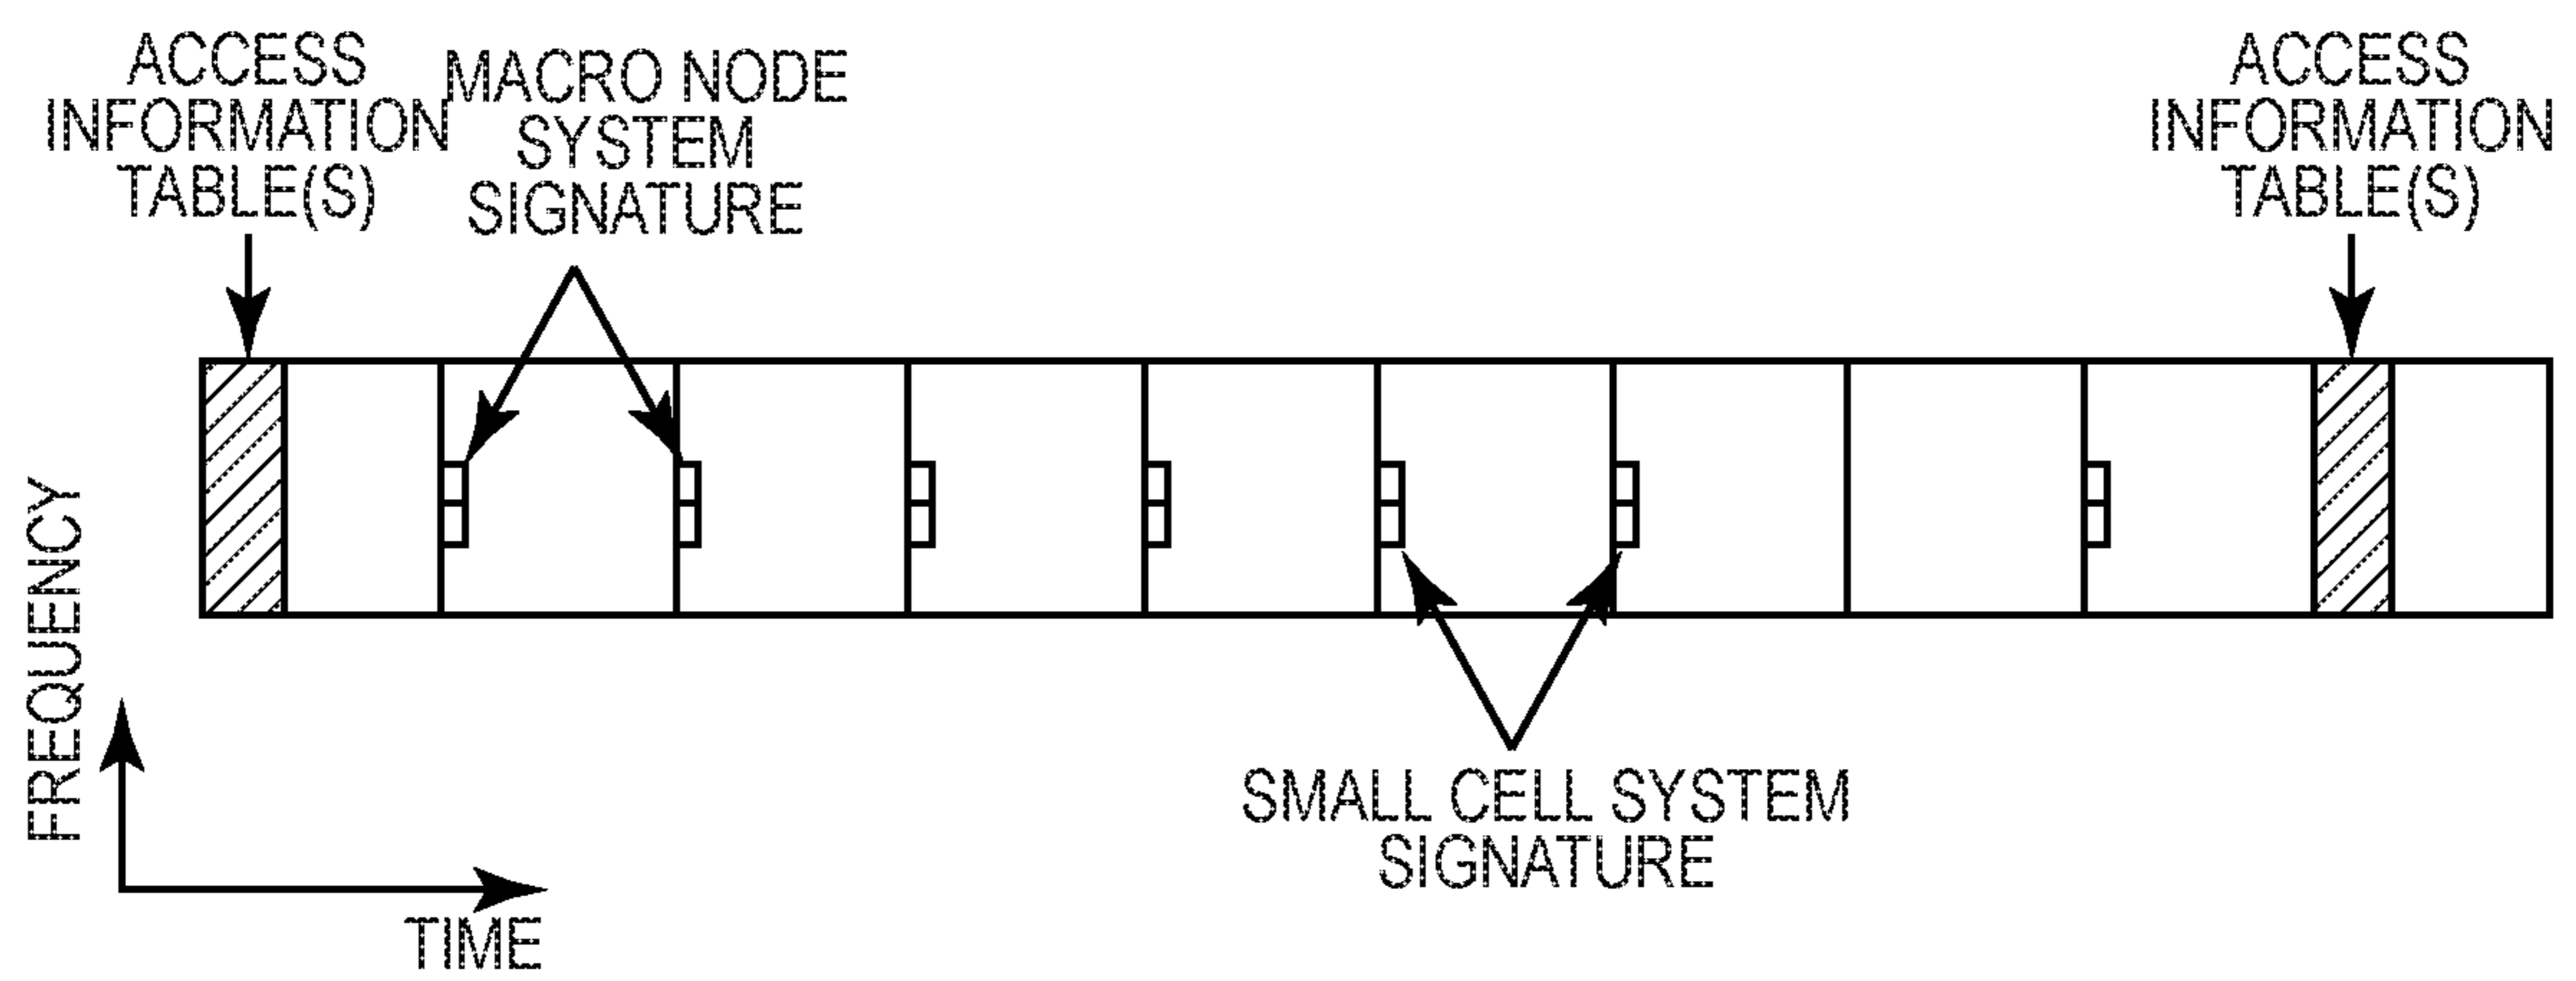 ACCESS
INFORMATION
TABLE(S)
MACRO NODE
SYSTEM
SIGNATURE
ACCESS
INFORMATION
TABLE(S)
FREQUENCY
TIME
SMALL CELL SYSTEM
SIGNATURE